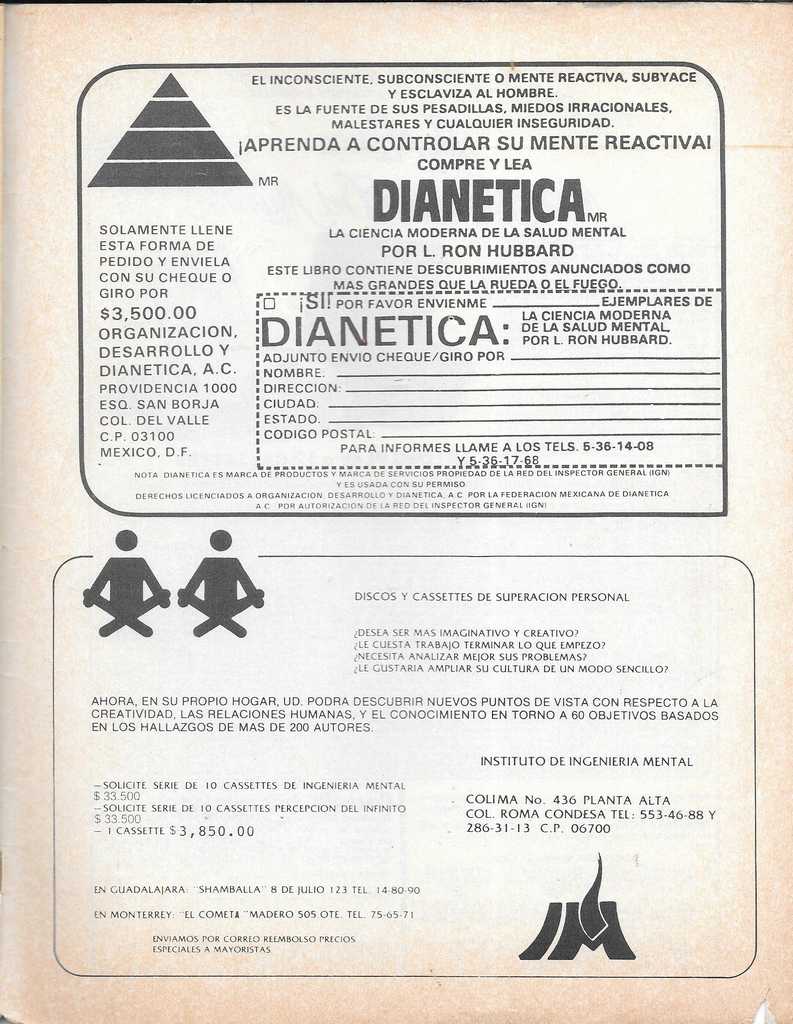 EL INCONSCIENTE, SUBCONSCIENTE O MENTE REACTIVA, SUBYACE
Y ESCLAVIZA AL HOMBRE.
ES LA FUENTE DE SUS PESADILLAS, MIEDOS IRRACIONALES,
MALESTARES Y CUALQUIER INSEGURIDAD.
¡APRENDA A CONTROLAR SU MENTE REACTIVA!
COMPRE Y LEA
MR
DIANETICA MR
LA CIENCIA MODERNA DE LA SALUD MENTAL
POR L. RON HUBBARD
ESTE LIBRO CONTIENE DESCUBRIMIENTOS ANUNCIADOS COMO
MAS GRANDES QUE LA RUEDA O EL FUEGO.
SOLAMENTE LLENE
ESTA FORMA DE
PEDIDO Y ENVIELA
CON SU CHEQUE O
GIRO POR
$3,500.00
ORGANIZACION,
DESARROLLO Y
DIANETICA, A.C.
PROVIDENCIA 1000
ESQ. SAN BORJA
COL. DEL VALLE
C.P. 03100
MEXICO, D.F.
¡SI! POR FAVOR ENVIENME EJEMPLARES DE
DIANETICA: LA CIENCIA MODERNA
DE LA SALUD MENTAL,
POR L. RON HUBBARD.
ADJUNTO ENVIO CHEQUE/GIRO POR
NOMBRE:
DIRECCION:
CIUDAD:
ESTADO:
CODIGO POSTAL:
PARA INFORMES LLAME A LOS TELS. 5-36-14-08
Y 5-36-17-68
NOTA DIANETICA ES MARCA DE PRODUCTOS Y MARCA DE SERVICIOS PROPIEDAD DE LA RED DEL INSPECTOR GENERAL (IGN)
Y ES USADA CON SU PERMISO
DERECHOS LICENCIADOS A ORGANIZACION, DESARROLLO Y DIANETICA, A.C. POR LA FEDERACION MEXICANA DE DIANETICA
A.C. POR AUTORIZACION DE LA RED DEL INSPECTOR GENERAL (IGN)
DISCOS Y CASSETTES DE SUPERACION PERSONAL
¿DESEA SER MAS IMAGINATIVO Y CREATIVO?
¿LE CUESTA TRABAJO TERMINAR LO QUE EMPEZO?
¿NECESITA ANALIZAR MEJOR SUS PROBLEMAS?
¿LE GUSTARIA AMPLIAR SU CULTURA DE UN MODO SENCILLO?
AHORA, EN SU PROPIO HOGAR, UD. PODRA DESCUBRIR NUEVOS PUNTOS DE VISTA CON RESPECTO A LA
CREATIVIDAD, LAS RELACIONES HUMANAS, Y EL CONOCIMIENTO EN TORNO A 60 OBJETIVOS BASADOS
EN LOS HALLAZGOS DE MAS DE 200 AUTORES.
INSTITUTO DE INGENIERIA MENTAL
—SOLICITE SERIE DE 10 CASSETTES DE INGENIERIA MENTAL
$ 33.500
—SOLICITE SERIE DE 10 CASSETTES PERCEPCION DEL INFINITO
$ 33.500
— 1 CASSETTE $3,850.00
COLIMA No. 436 PLANTA ALTA
COL. ROMA CONDESA TEL: 553-46-88 Y
286-31-13 C.P. 06700
EN GUADALAJARA: "SHAMBALLA" 8 DE JULIO 123 TEL. 14-80-90
EN MONTERREY: "EL COMETA" MADERO 505 OTE. TEL. 75-65-71
ENVIAMOS POR CORREO REEMBOLSO PRECIOS
ESPECIALES A MAYORISTAS